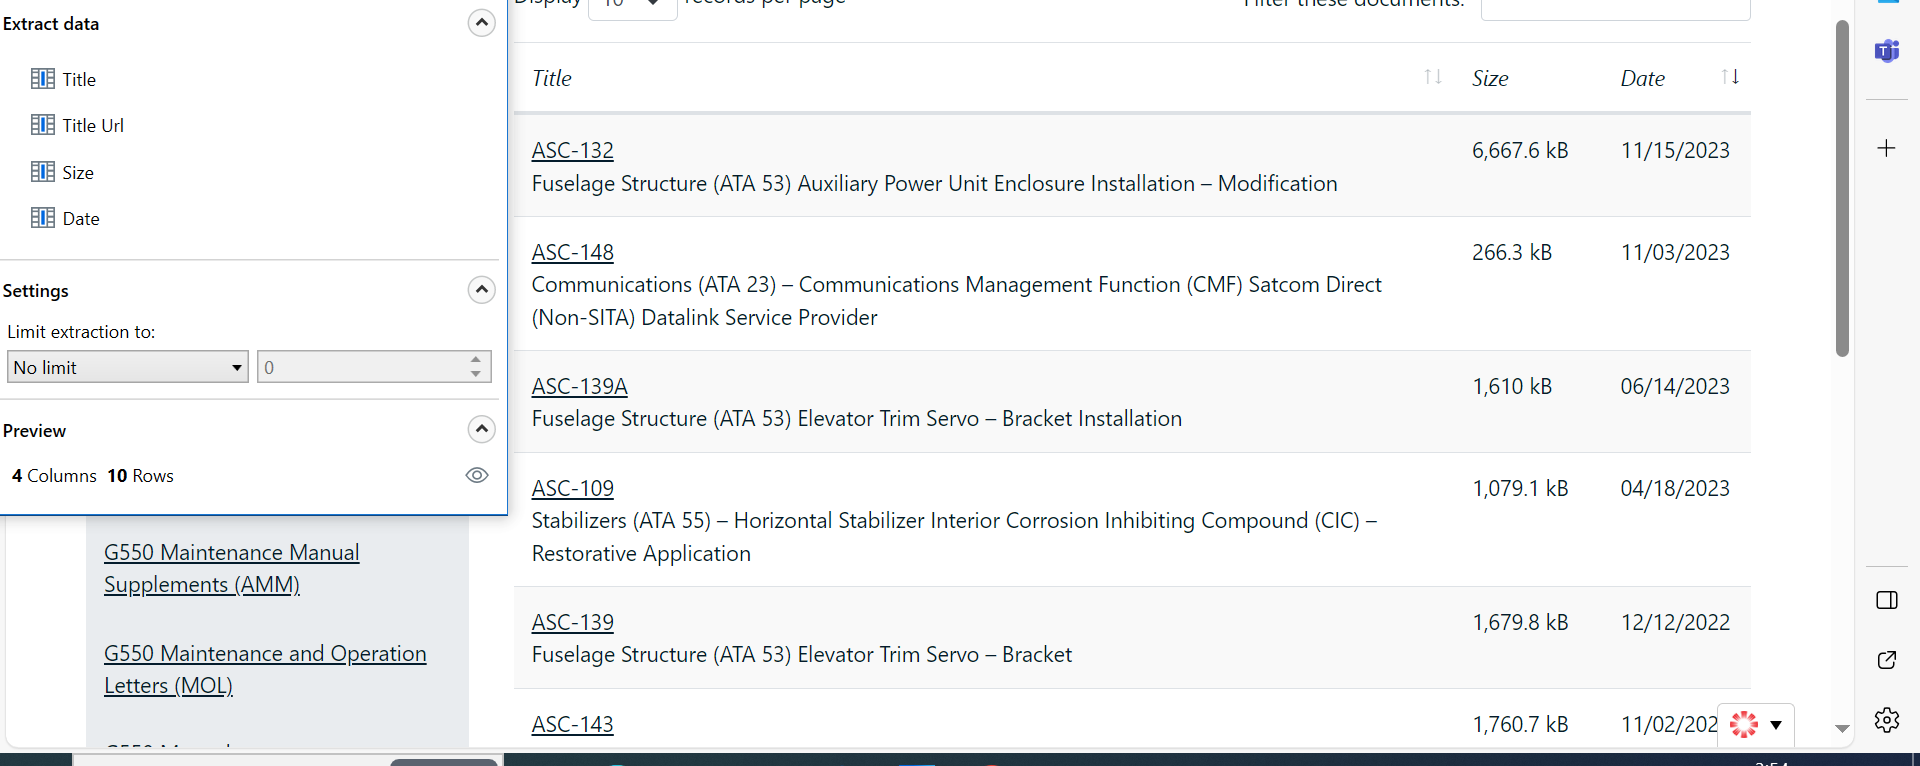 Extract data
Title
Title Url
Size
Date
Settings
Limit extraction to:
No limit
0
Preview
4 Columns 10 Rows
G550 Maintenance Manual
Supplements (AMM)
G550 Maintenance and Operation
Letters (MOL)
Display 10 records per page
Filter these documents:
Title Size Date
ASC-132 6,667.6 kB 11/15/2023
Fuselage Structure (ATA 53) Auxiliary Power Unit Enclosure Installation – Modification
ASC-148 266.3 kB 11/03/2023
Communications (ATA 23) – Communications Management Function (CMF) Satcom Direct
(Non-SITA) Datalink Service Provider
ASC-139A 1,610 kB 06/14/2023
Fuselage Structure (ATA 53) Elevator Trim Servo – Bracket Installation
ASC-109 1,079.1 kB 04/18/2023
Stabilizers (ATA 55) – Horizontal Stabilizer Interior Corrosion Inhibiting Compound (CIC) –
Restorative Application
ASC-139 1,679.8 kB 12/12/2022
Fuselage Structure (ATA 53) Elevator Trim Servo – Bracket
ASC-143 1,760.7 kB 11/02/202